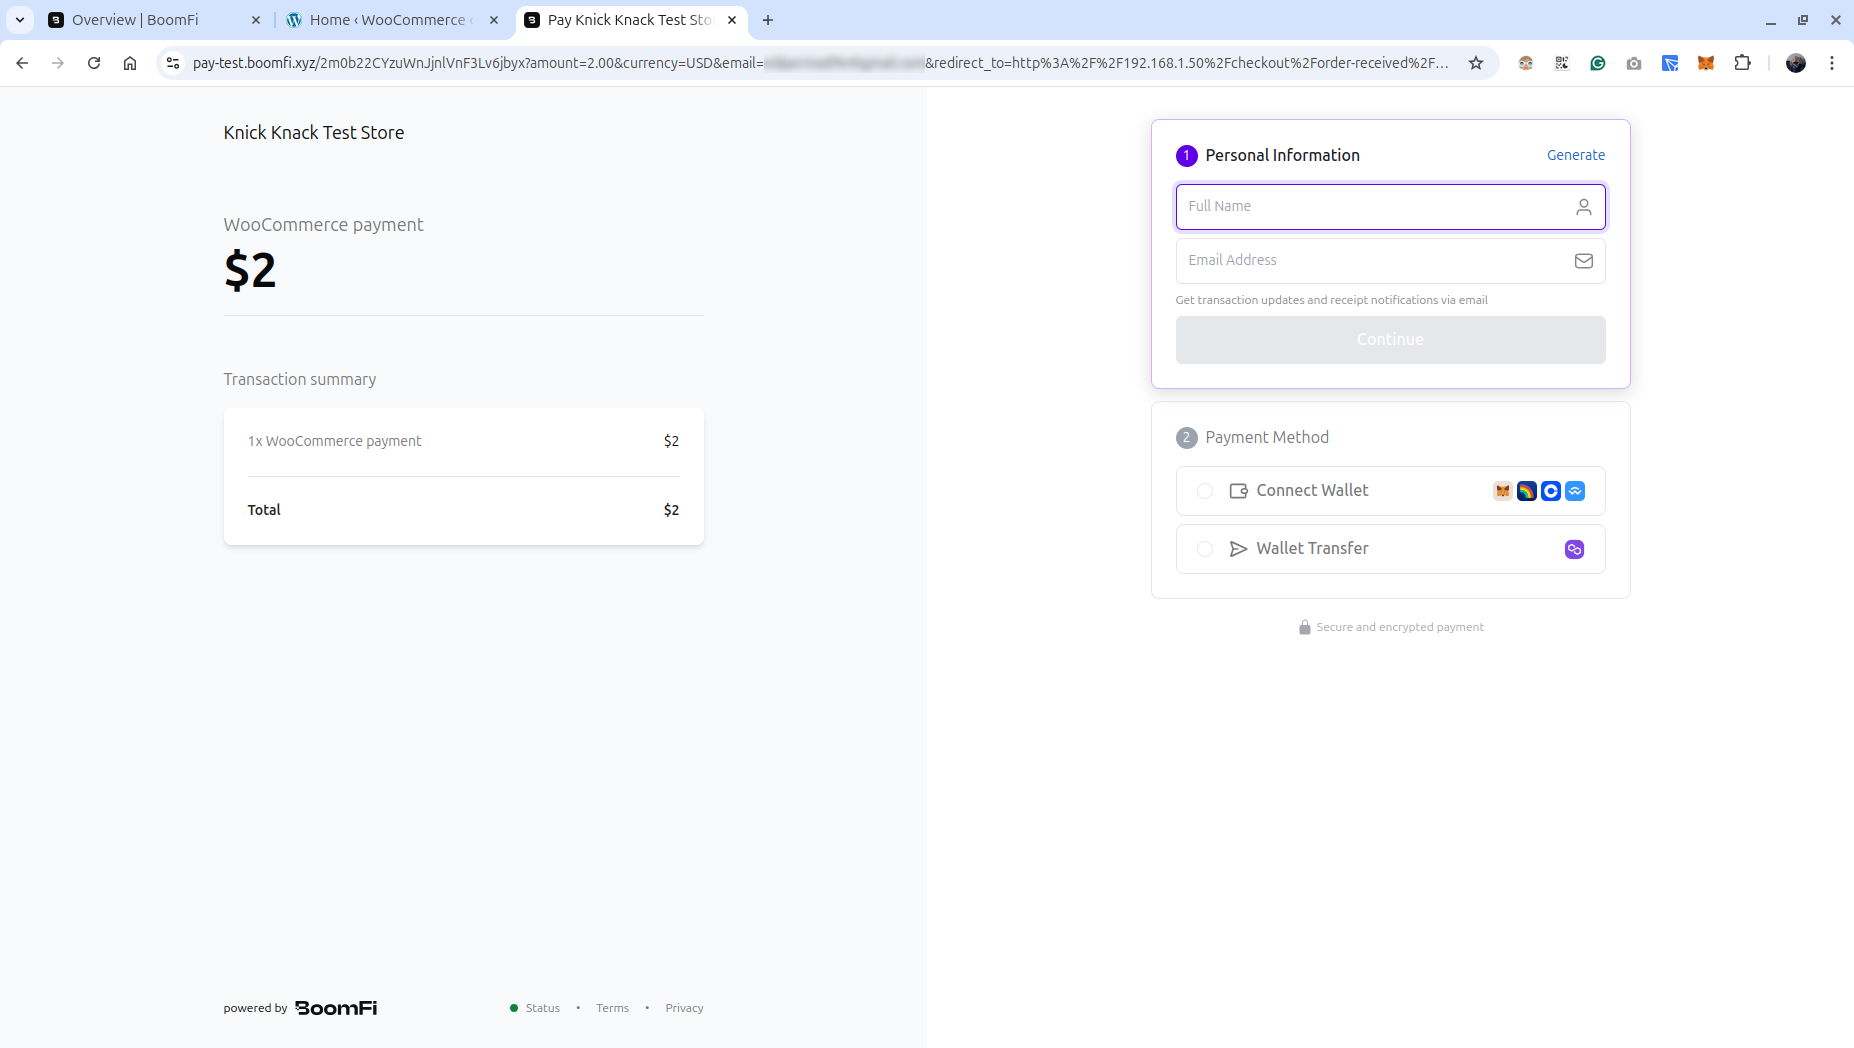 Overview | BoomFi
Home ‹ WooCommerce ‹
Pay Knick Knack Test Sto
pay-test.boomfi.xyz/2m0b22CYzuWnJjnlVnF3Lv6jbyx?amount=2.00&currency=USD&email= &redirect_to=http%3A%2F%2F192.168.1.50%2Fcheckout%2Forder-received%2F...
Knick Knack Test Store
WooCommerce payment
$2
Transaction summary
1x WooCommerce payment $2
Total $2
powered by BoomFi
Status • Terms • Privacy
1 Personal Information Generate
Full Name
Email Address
Get transaction updates and receipt notifications via email
Continue
2 Payment Method
Connect Wallet
Wallet Transfer
Secure and encrypted payment